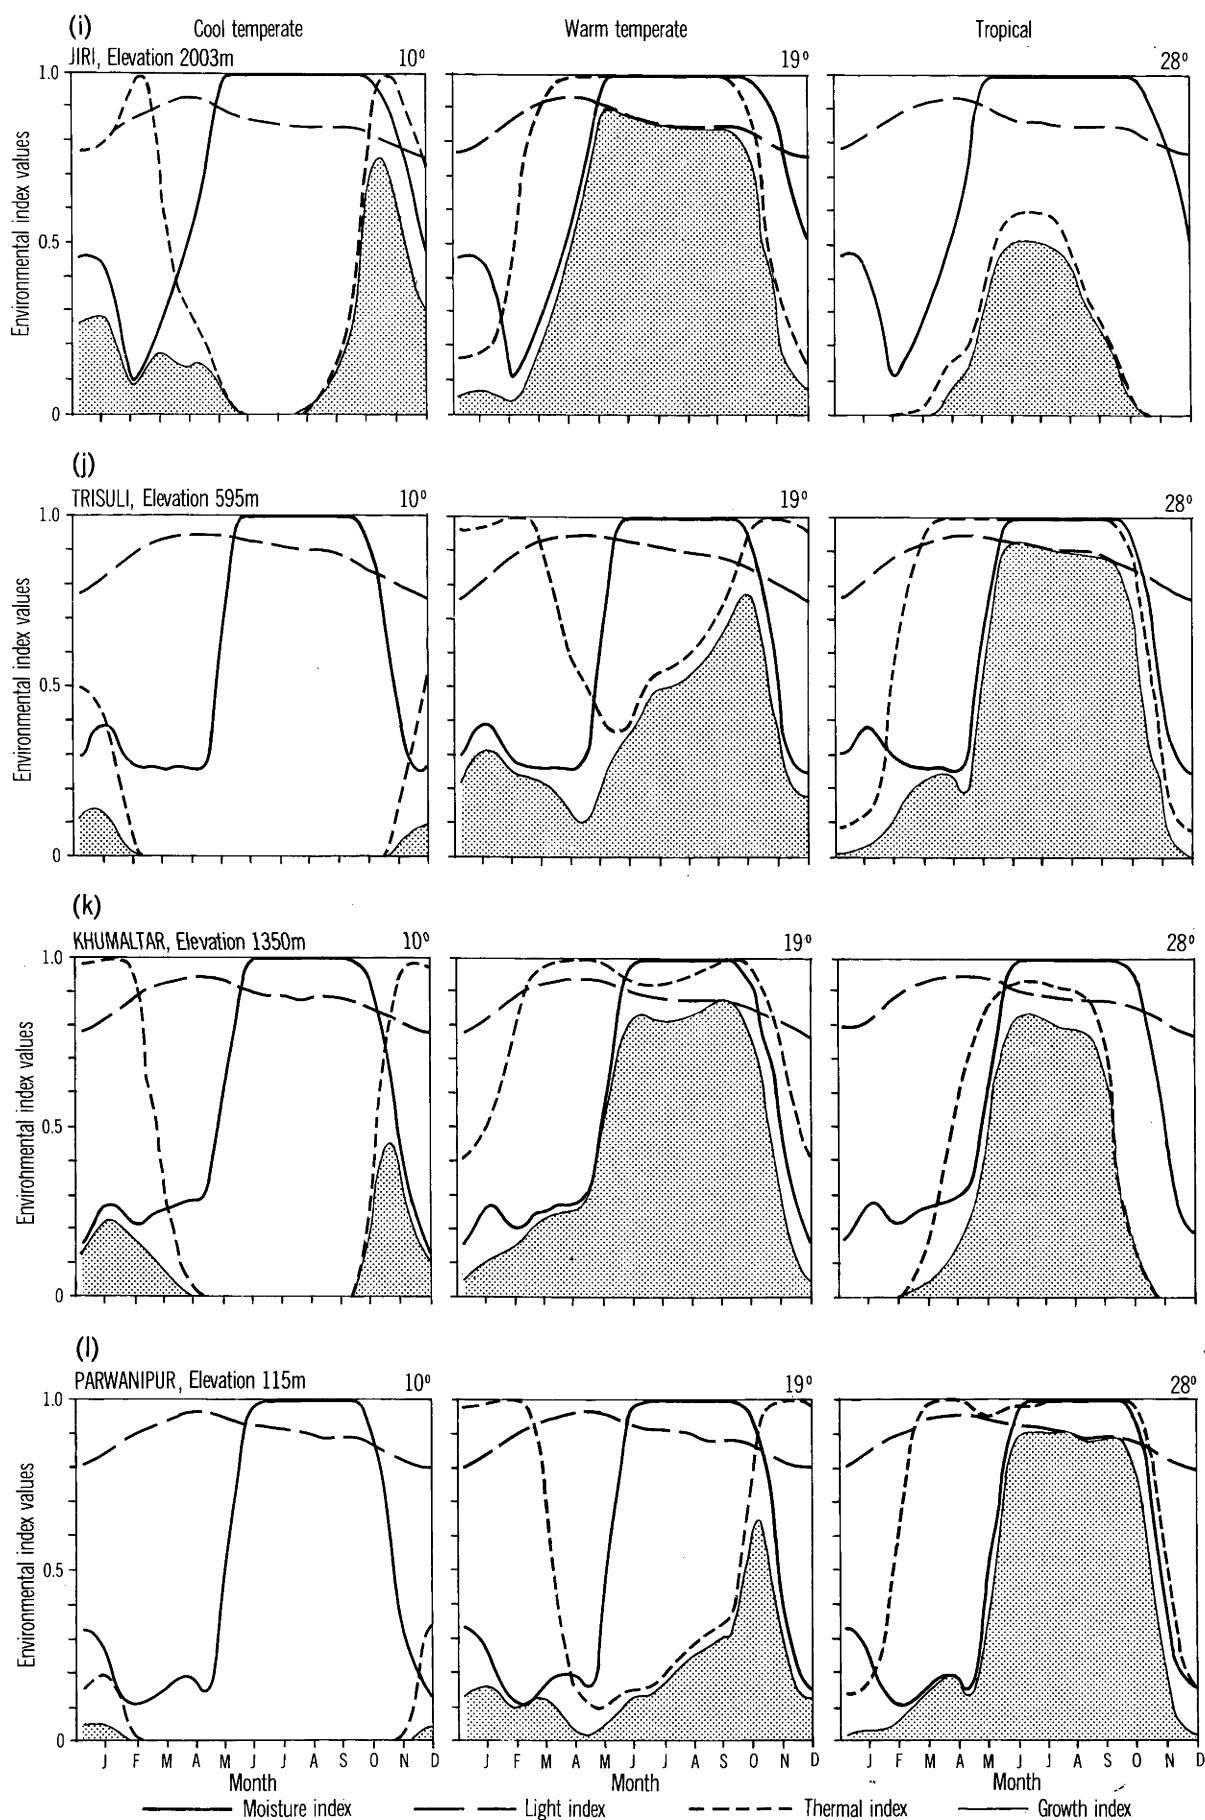 (i)
Cool temperate Warm temperate Tropical
JIRI, Elevation 2003m 10° 19° 28°
1.0
0.5
0
Environmental index values
(j)
TRISULI, Elevation 595m 10° 19° 28°
1.0
0.5
0
Environmental index values
(k)
KHUMALTAR, Elevation 1350m 10° 19° 28°
1.0
0.5
0
Environmental index values
(l)
PARWANIPUR, Elevation 115m 10° 19° 28°
1.0
0.5
0
Environmental index values
J F M A M J J A S O N D J F M A M J J A S O N D J F M A M J J A S O N D
Month Month Month
Moisture index Light index Thermal index Growth index